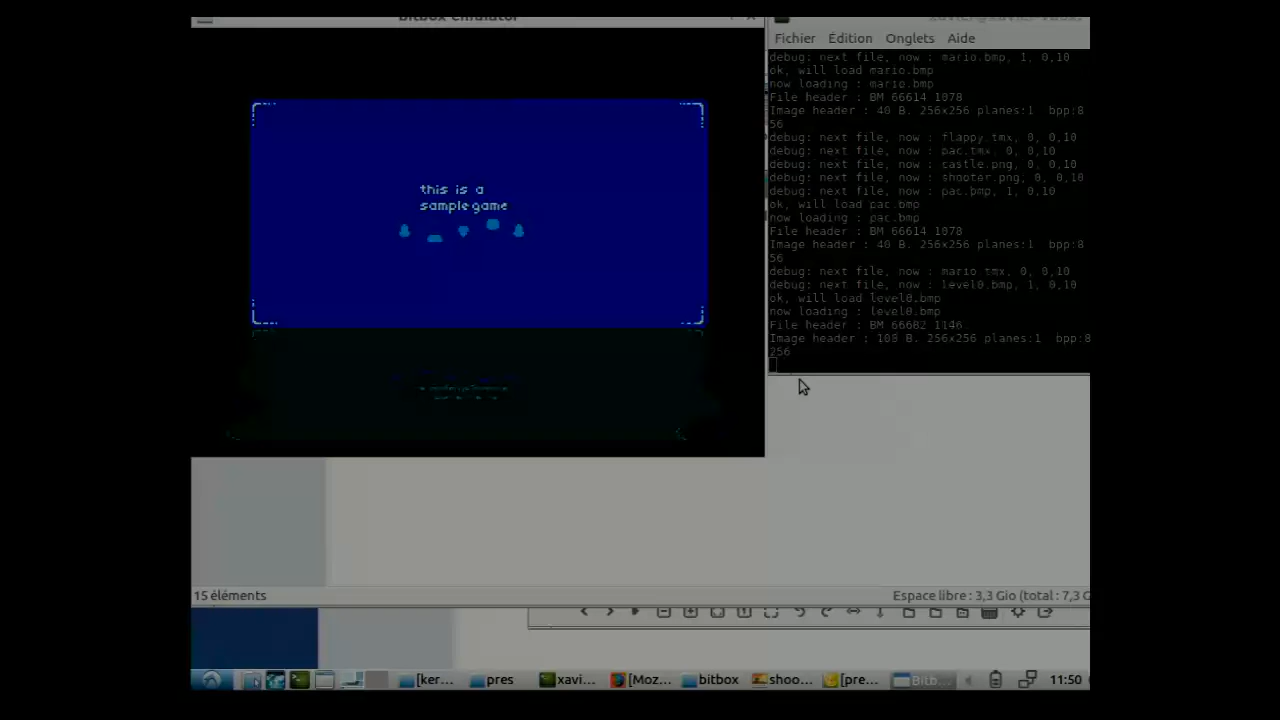 Bitbox emulator
this is a
sample game
Fichier Édition Onglets Aide
debug: next file, now : mario.bmp, 1, 0,10
ok, will load mario.bmp
now loading : mario.bmp
File header : BM 66614 1078
Image header : 40 B. 256x256 planes:1 bpp:8
56
debug: next file, now : flappy tmx, 0, 0,10
debug: next file, now : pac.tmx, 0, 0,10
debug: next file, now : castle.png, 0, 0,10
debug: next file, now : shooter.png, 0, 0,10
debug: next file, now : pac.bmp, 1, 0,10
ok, will load pac.bmp
now loading : pac.bmp
File header : BM 66614 1078
Image header : 40 B. 256x256 planes:1 bpp:8
56
debug: next file, now : mario tmx, 0, 0,10
debug: next file, now : level0.bmp, 1, 0,10
ok, will load level0.bmp
now loading : level0.bmp
File header : BM 66682 1146
Image header : 108 B. 256x256 planes:1 bpp:8
256
15 éléments
Espace libre : 3,3 Gio (total : 7,3 G
[ker... pres xavi... [Moz... bitbox shoo... [pre... Bitb... 11:50